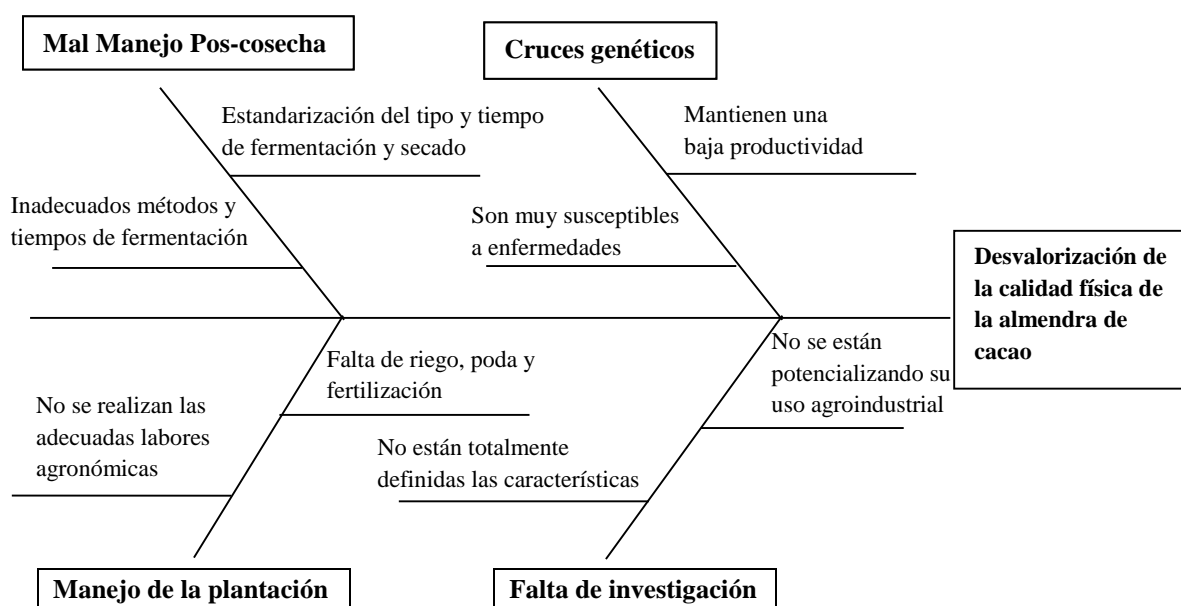 Mal Manejo Pos-cosecha
Cruces genéticos
Estandarización del tipo y tiempo
de fermentación y secado
Mantienen una
baja productividad
Inadecuados métodos y
tiempos de fermentación
Son muy susceptibles
a enfermedades
Desvalorización de
la calidad física de
la almendra de
cacao
Falta de riego, poda y
fertilización
No se están
potencializando su
uso agroindustrial
No se realizan las
adecuadas labores
agronómicas
No están totalmente
definidas las características
Manejo de la plantación
Falta de investigación